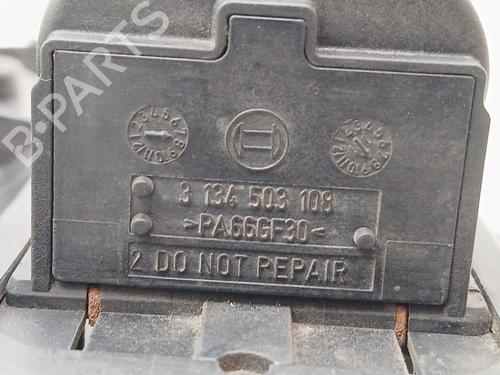 B-PARTS
3 134 503 108
>PA66GF30<
2 DO NOT REPAIR